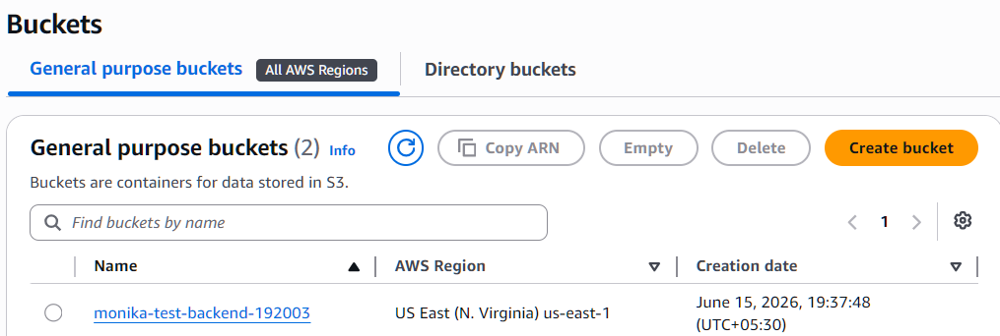 Buckets
General purpose buckets All AWS Regions Directory buckets
General purpose buckets (2) Info
Copy ARN Empty Delete Create bucket
Buckets are containers for data stored in S3.
Find buckets by name
1
Name AWS Region Creation date
monika-test-backend-192003 US East (N. Virginia) us-east-1 June 15, 2026, 19:37:48
(UTC+05:30)